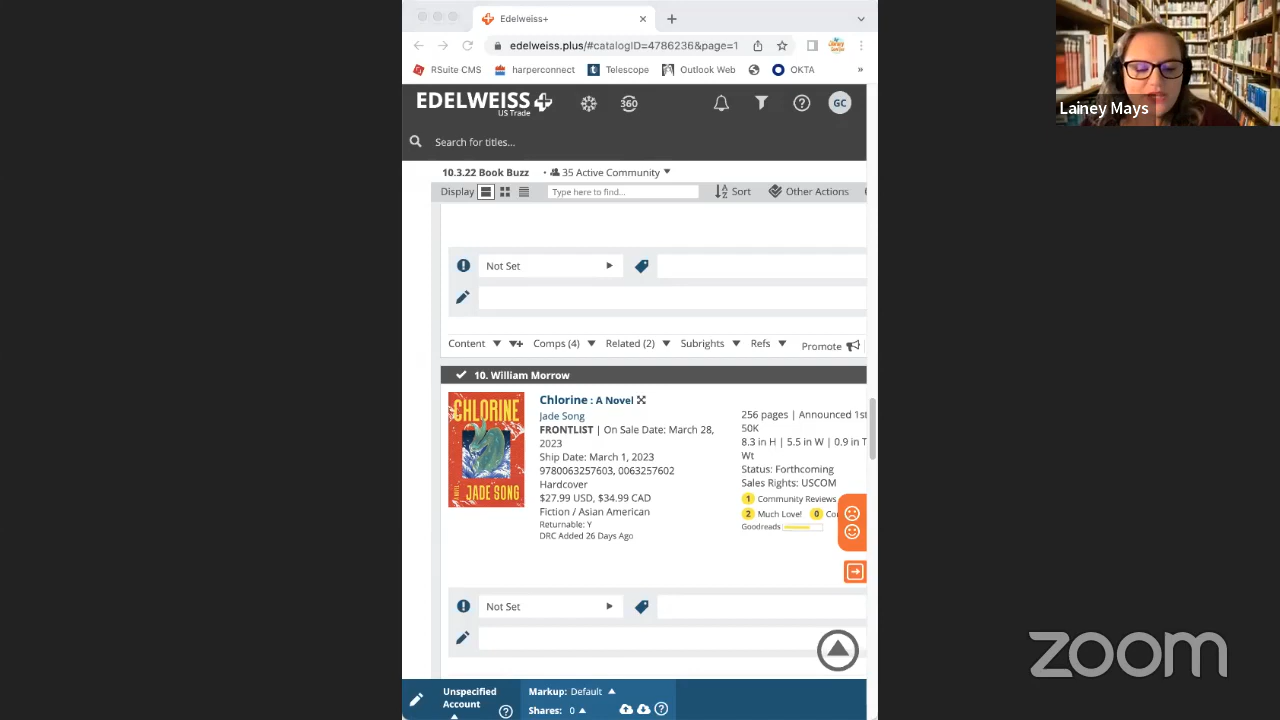 Edelweiss+
edelweiss.plus/#catalogID=4786236&page=1
RSuite CMS
harperconnect
Telescope
Outlook Web
OKTA
»
EDELWEISS
US Trade
360
GC
Search for titles...
10.3.22 Book Buzz • 35 Active Community
Display
Type here to find...
Sort
Other Actions
Not Set
Content
Comps (4)
Related (2)
Subrights
Refs
Promote
10. William Morrow
CHLORINE
JADE SONG
Chlorine : A Novel
Jade Song
FRONTLIST | On Sale Date: March 28,
2023
Ship Date: March 1, 2023
9780063257603, 0063257602
Hardcover
$27.99 USD, $34.99 CAD
Fiction / Asian American
Returnable: Y
DRC Added 26 Days Ago
256 pages | Announced 1st
50K
8.3 in H | 5.5 in W | 0.9 in T
Wt
Status: Forthcoming
Sales Rights: USCOM
1 Community Reviews
2 Much Love! 0 Co
Goodreads
Not Set
Unspecified
Account
Markup: Default
Shares: 0
Lainey Mays
zoom